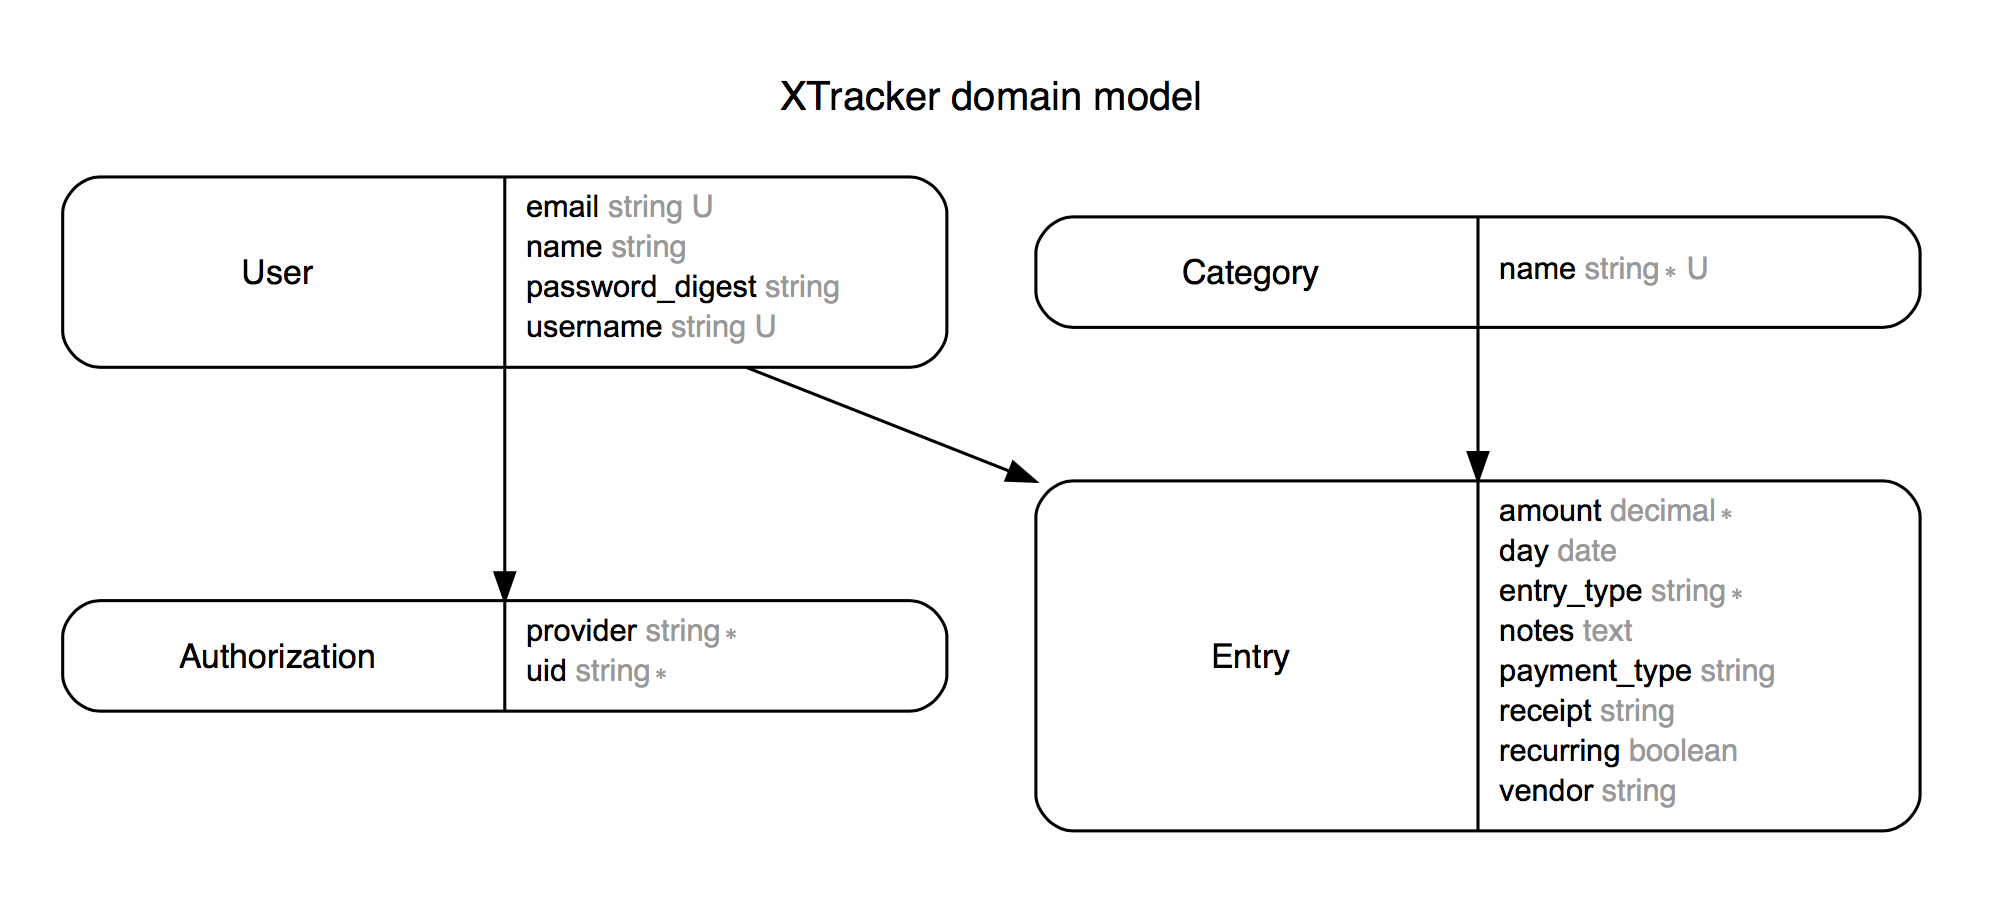 XTracker domain model
User
email string U
name string
password_digest string
username string U
Category
name string * U
Authorization
provider string *
uid string *
Entry
amount decimal *
day date
entry_type string *
notes text
payment_type string
receipt string
recurring boolean
vendor string